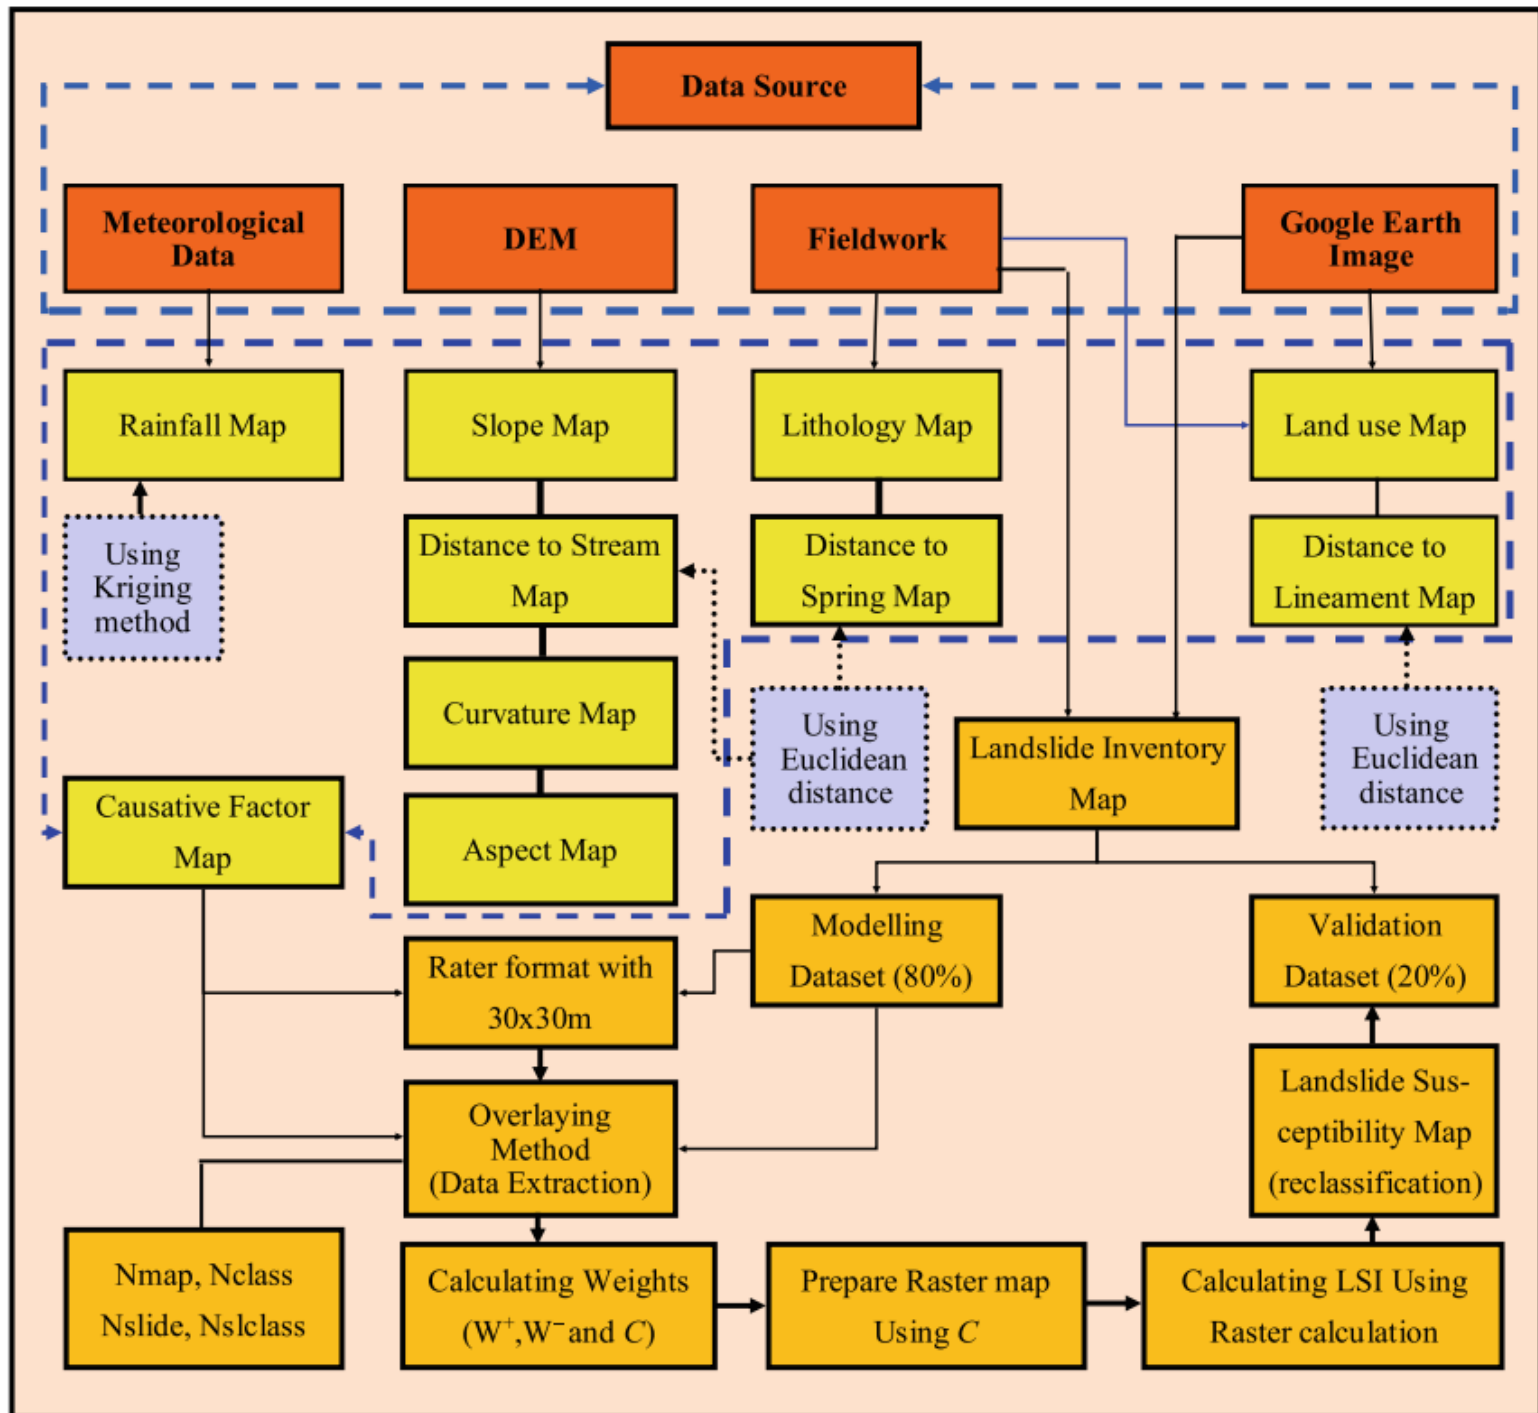 Data Source
Meteorological
Data
DEM
Fieldwork
Google Earth
Image
Rainfall Map
Slope Map
Lithology Map
Land use Map
Using
Kriging
method
Distance to Stream
Map
Distance to
Spring Map
Distance to
Lineament Map
Curvature Map
Using
Euclidean
distance
Landslide Inventory
Map
Using
Euclidean
distance
Causative Factor
Map
Aspect Map
Modelling
Dataset (80%)
Validation
Dataset (20%)
Rater format with
30x30m
Overlaying
Method
(Data Extraction)
Landslide Sus-
ceptibility Map
(reclassification)
Nmap, Nclass
Nslide, Nslclass
Calculating Weights
(W⁺,W⁻ and C)
Prepare Raster map
Using C
Calculating LSI Using
Raster calculation